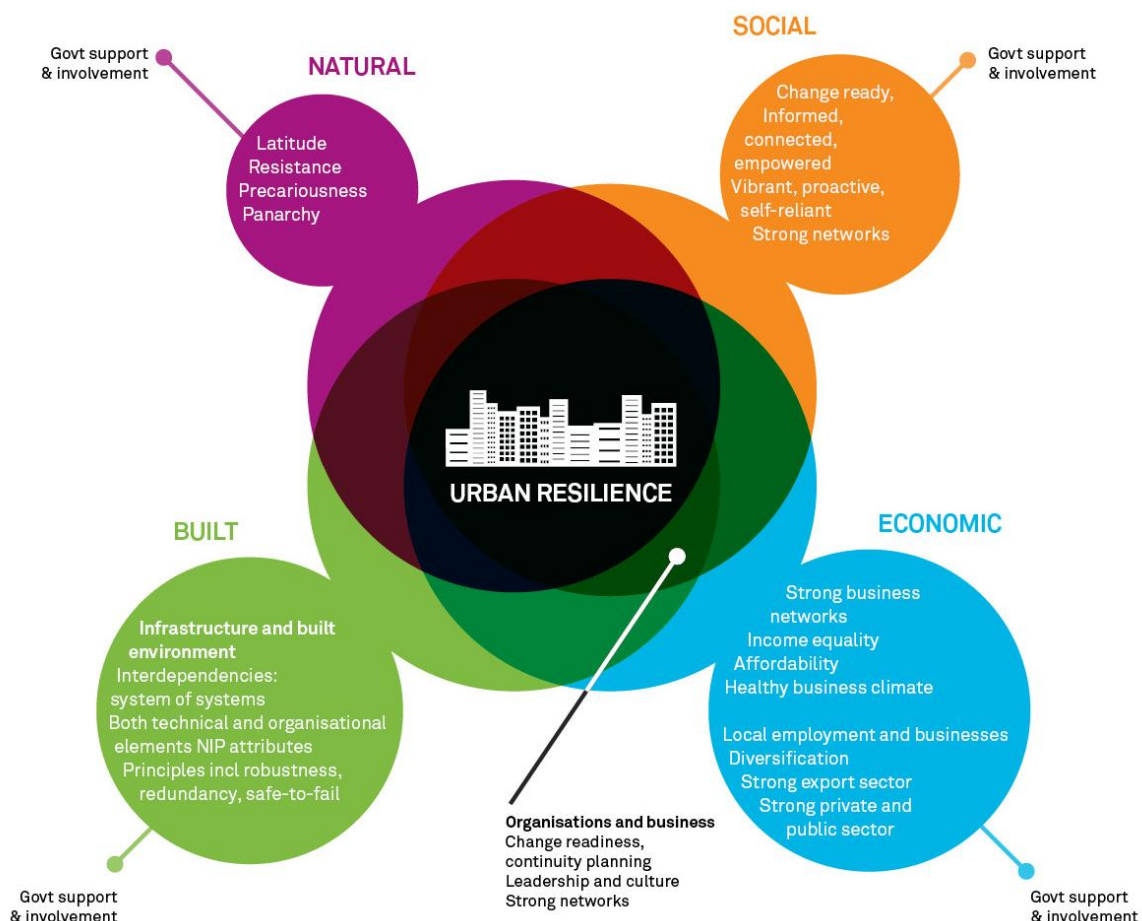 SOCIAL
Govt support
& involvement
NATURAL
Govt support
& involvement
Latitude
Resistance
Precariousness
Panarchy
Change ready,
Informed,
connected,
empowered
Vibrant, proactive,
self-reliant
Strong networks
URBAN RESILIENCE
BUILT
Infrastructure and built
environment
Interdependencies:
system of systems
Both technical and organisational
elements NIP attributes
Principles incl robustness,
redundancy, safe-to-fail
Govt support
& involvement
ECONOMIC
Strong business
networks
Income equality
Affordability
Healthy business climate
Local employment and businesses
Diversification
Strong export sector
Strong private and
public sector
Govt support
& involvement
Organisations and business
Change readiness,
continuity planning
Leadership and culture
Strong networks